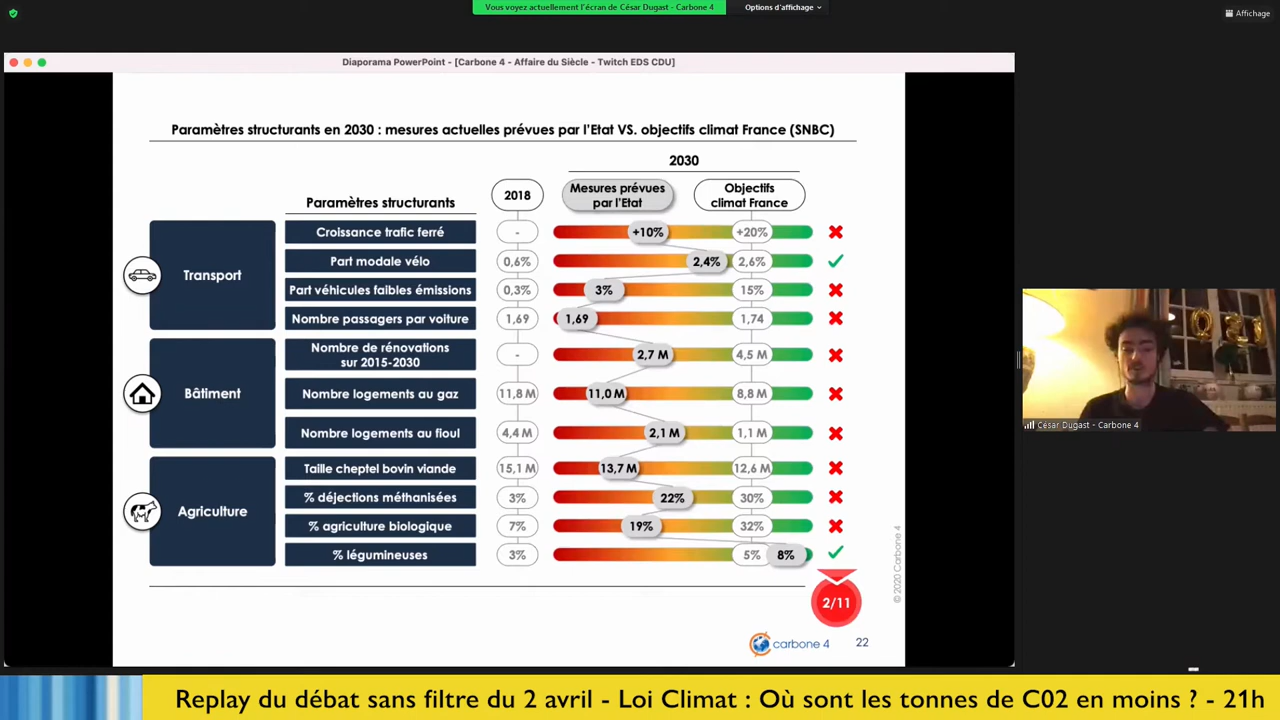 Vous voyez actuellement l'écran de César Dugast - Carbone 4
Options d'affichage
Affichage
Diaporama PowerPoint - [Carbone 4 - Affaire du Siècle - Twitch EDS CDU]
Paramètres structurants en 2030 : mesures actuelles prévues par l'Etat VS. objectifs climat France (SNBC)
2030
Paramètres structurants
2018
Mesures prévues
par l'Etat
Objectifs
climat France
Transport
Croissance trafic ferré
-
+10%
+20%
Part modale vélo
0,6%
2,4%
2,6%
Part véhicules faibles émissions
0,3%
3%
15%
Nombre passagers par voiture
1,69
1,69
1,74
Bâtiment
Nombre de rénovations
sur 2015-2030
-
2,7 M
4,5 M
Nombre logements au gaz
11,8 M
11,0 M
8,8 M
Nombre logements au fioul
4,4 M
2,1 M
1,1 M
Agriculture
Taille cheptel bovin viande
15,1 M
13,7 M
12,6 M
% déjections méthanisées
3%
22%
30%
% agriculture biologique
7%
19%
32%
% légumineuses
3%
5%
8%
2/11
© 2020 Carbone 4
carbone 4
22
César Dugast - Carbone 4
Replay du débat sans filtre du 2 avril - Loi Climat : Où sont les tonnes de C02 en moins ? - 21h